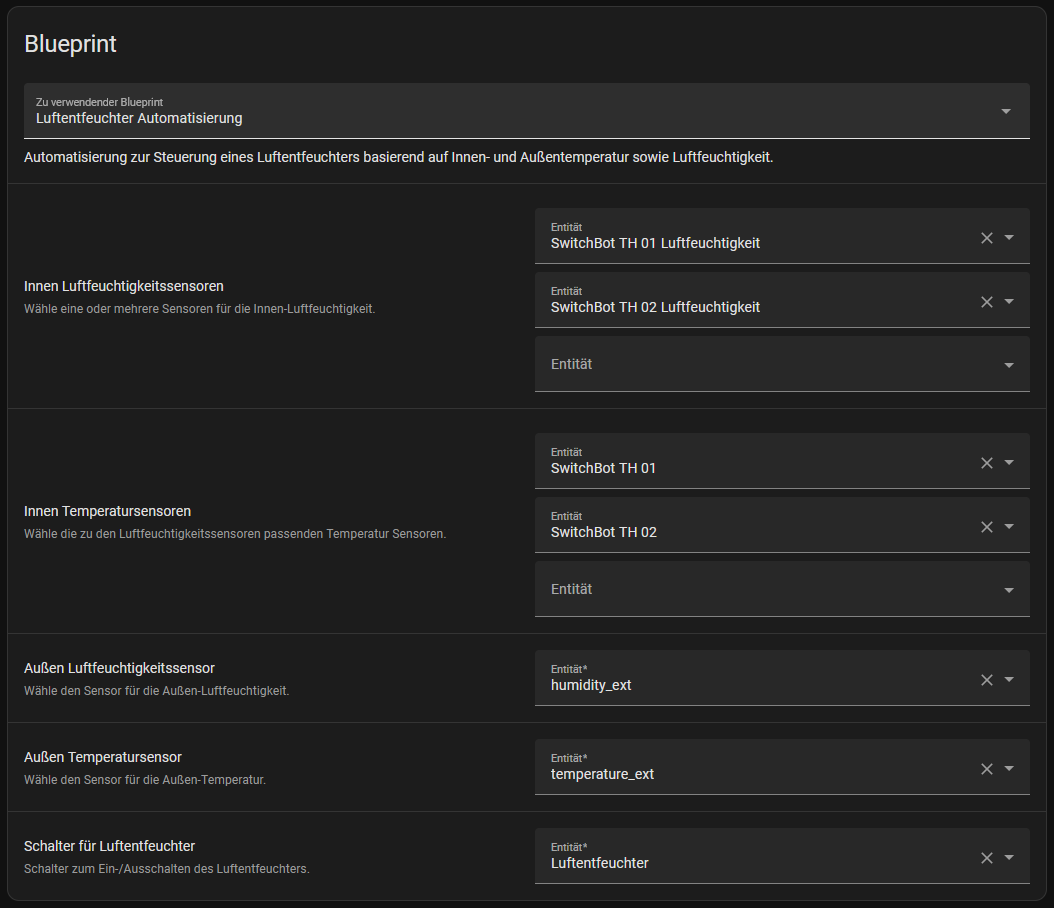 Blueprint
Zu verwendender Blueprint
Luftentfeuchter Automatisierung
Automatisierung zur Steuerung eines Luftentfeuchters basierend auf Innen- und Außentemperatur sowie Luftfeuchtigkeit.
Innen Luftfeuchtigkeitssensoren
Wähle eine oder mehrere Sensoren für die Innen-Luftfeuchtigkeit.
Entität
SwitchBot TH 01 Luftfeuchtigkeit
Entität
SwitchBot TH 02 Luftfeuchtigkeit
Entität
Innen Temperatursensoren
Wähle die zu den Luftfeuchtigkeitssensoren passenden Temperatur Sensoren.
Entität
SwitchBot TH 01
Entität
SwitchBot TH 02
Entität
Außen Luftfeuchtigkeitssensor
Wähle den Sensor für die Außen-Luftfeuchtigkeit.
Entität*
humidity_ext
Außen Temperatursensor
Wähle den Sensor für die Außen-Temperatur.
Entität*
temperature_ext
Schalter für Luftentfeuchter
Schalter zum Ein-/Ausschalten des Luftentfeuchters.
Entität*
Luftentfeuchter